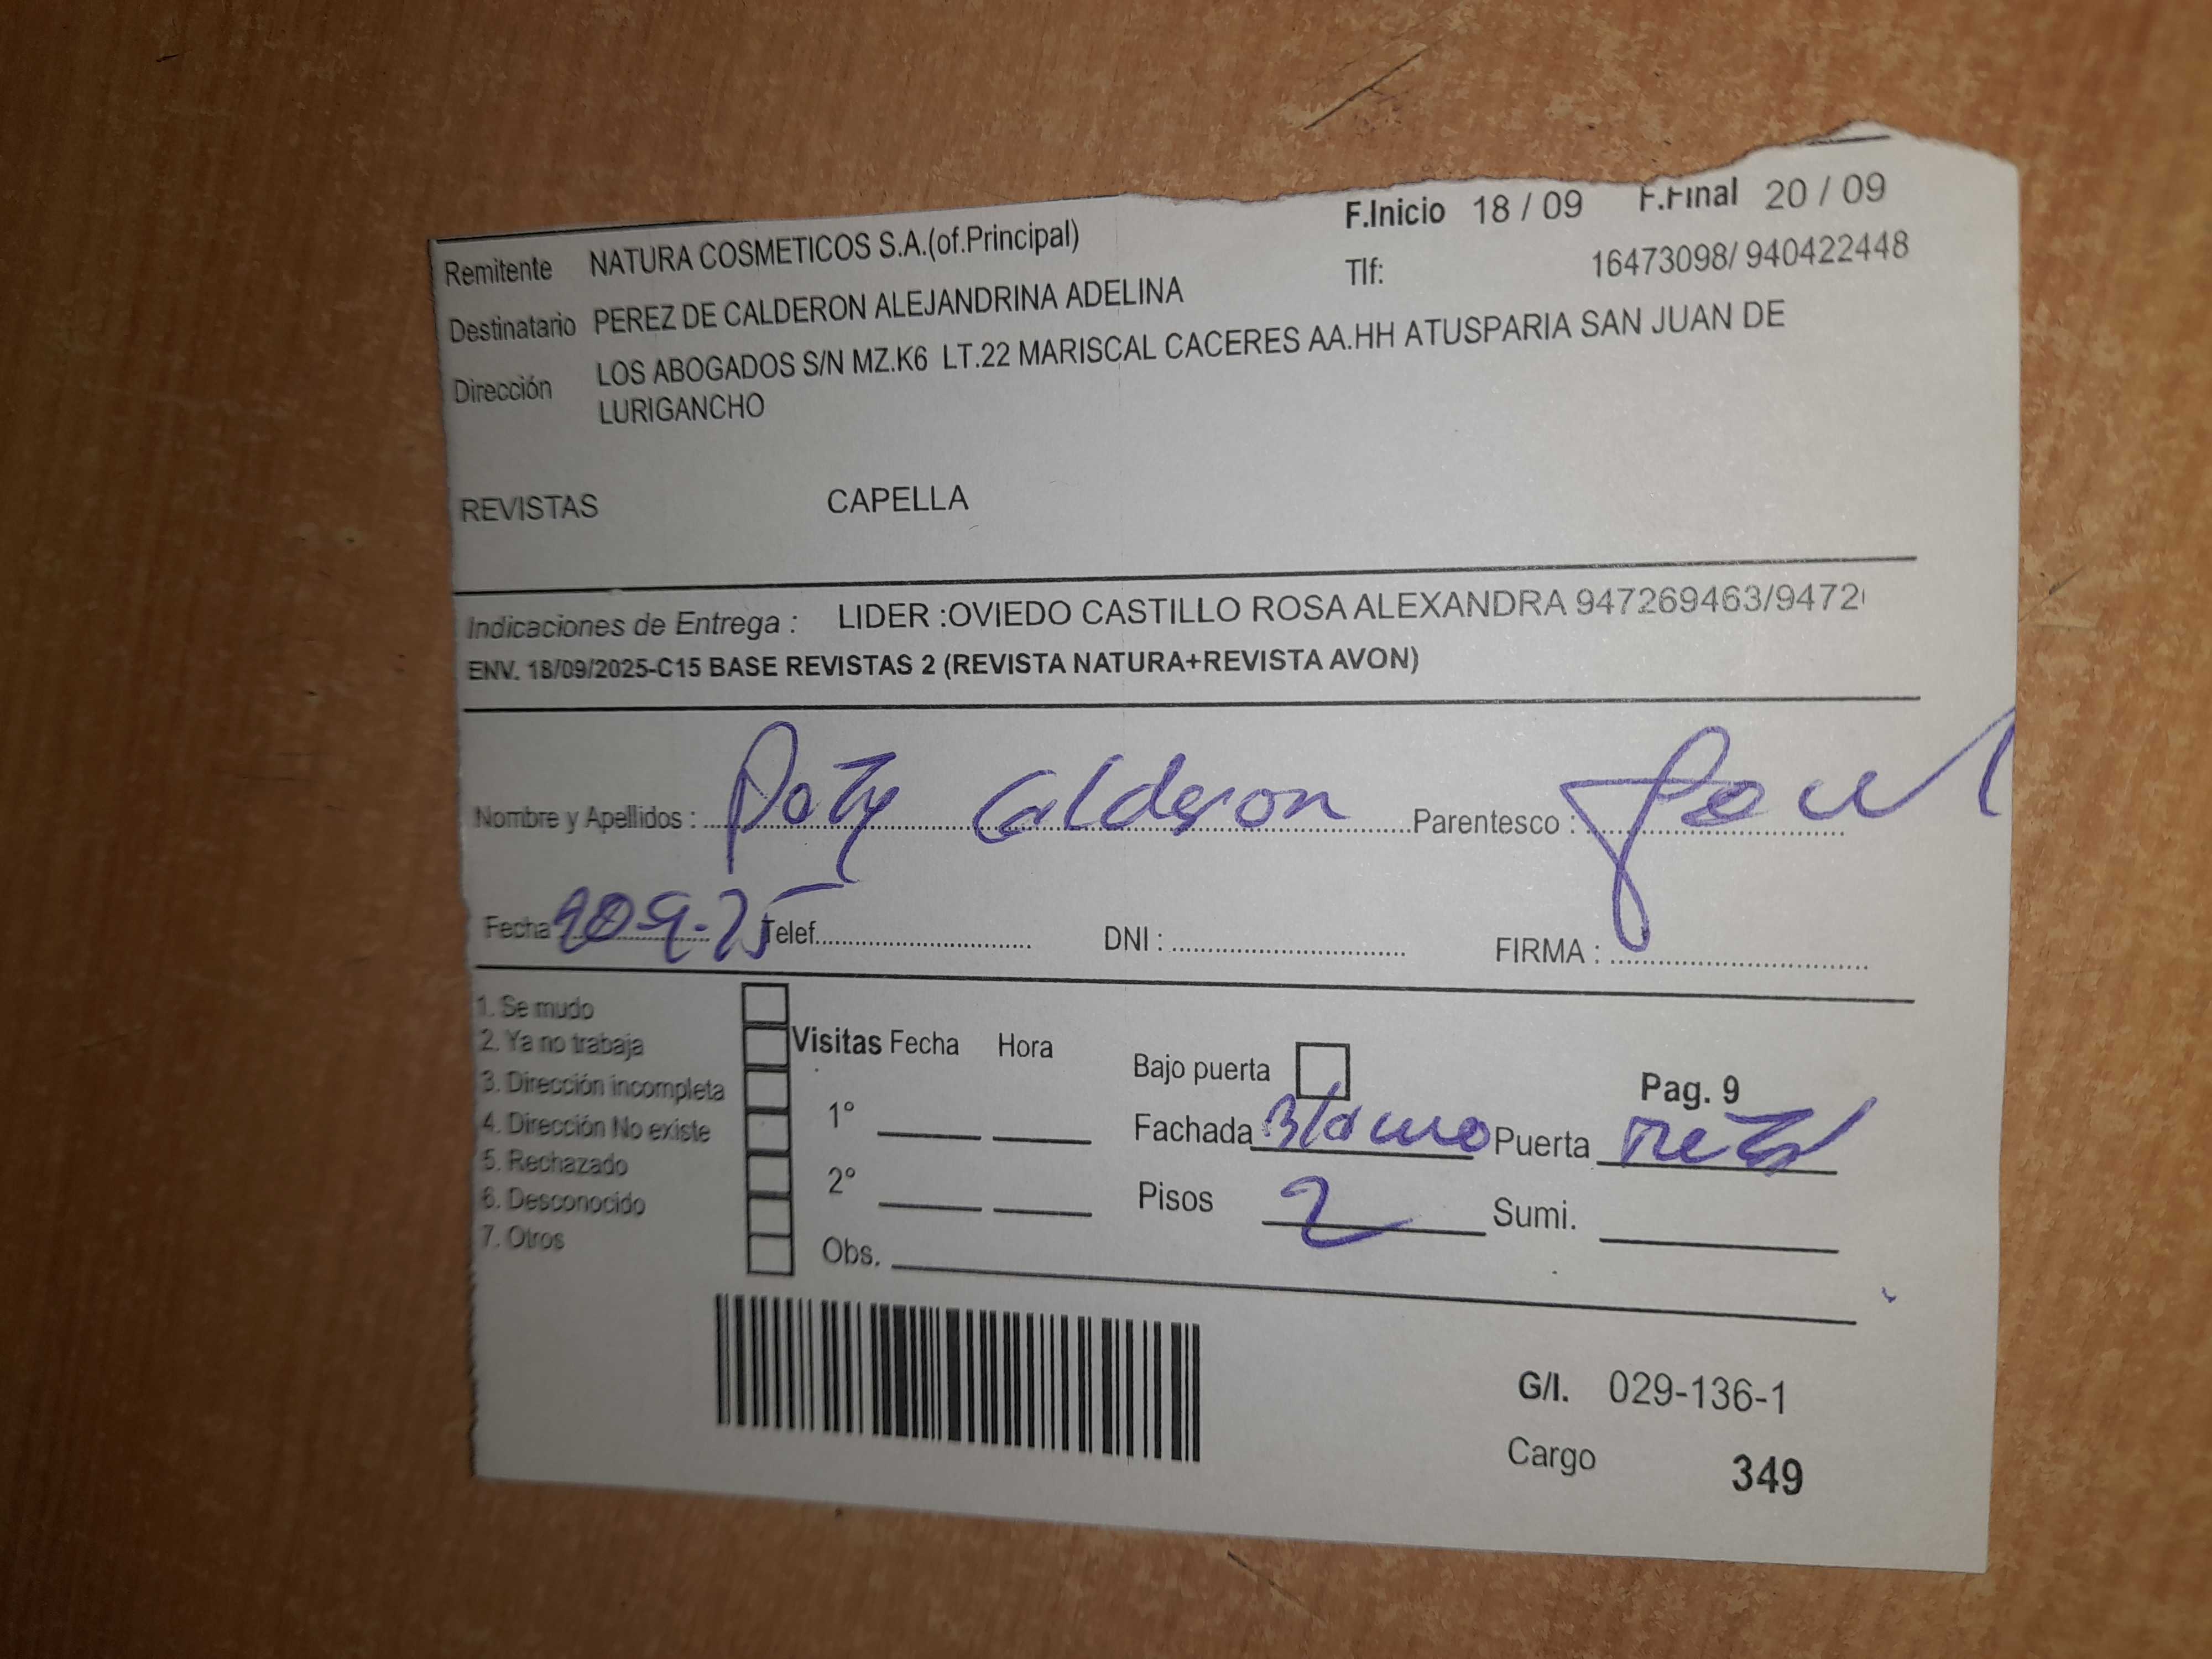 F.Inicio 18 / 09 F.Final 20 / 09
Remitente NATURA COSMETICOS S.A.(of.Principal)
Tlf: 16473098/ 940422448
Destinatario PEREZ DE CALDERON ALEJANDRINA ADELINA
Dirección LOS ABOGADOS S/N MZ.K6 LT.22 MARISCAL CACERES AA.HH ATUSPARIA SAN JUAN DE
LURIGANCHO
REVISTAS CAPELLA
Indicaciones de Entrega : LIDER :OVIEDO CASTILLO ROSA ALEXANDRA 947269463/9472
ENV. 18/09/2025-C15 BASE REVISTAS 2 (REVISTA NATURA+REVISTA AVON)
Nombre y Apellidos : Paty Calderon Parentesco :
Fecha Telef. DNI : FIRMA :
1. Se mudo
2. Ya no trabaja
3. Dirección incompleta
4. Dirección No existe
5. Rechazado
6. Desconocido
7. Otros
Visitas Fecha Hora
1°
2°
Obs.
Bajo puerta
Pag. 9
Fachada Blanco Puerta Metal
Pisos 2 Sumi.
G/I. 029-136-1
Cargo 349